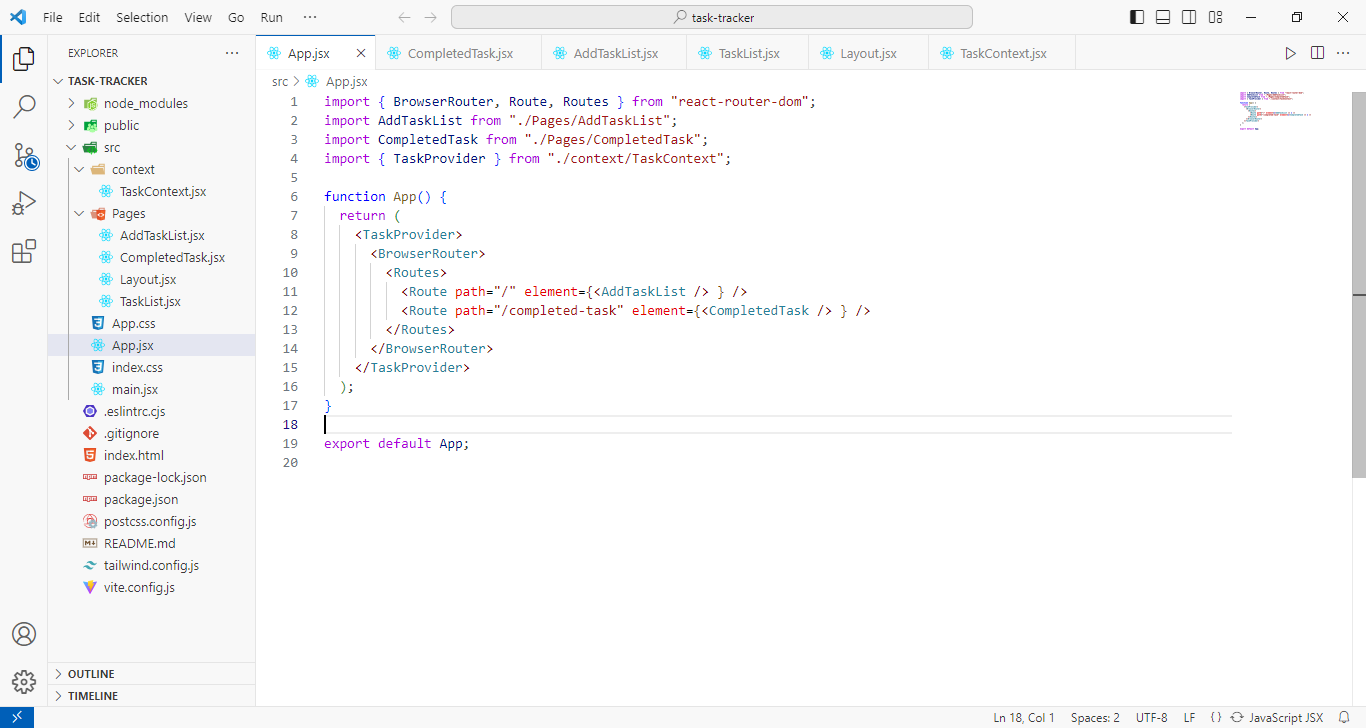 File Edit Selection View Go Run ···
task-tracker
EXPLORER ···
TASK-TRACKER
node_modules
public
src
context
TaskContext.jsx
Pages
AddTaskList.jsx
CompletedTask.jsx
Layout.jsx
TaskList.jsx
App.css
App.jsx
index.css
main.jsx
.eslintrc.cjs
.gitignore
index.html
package-lock.json
package.json
postcss.config.js
README.md
tailwind.config.js
vite.config.js
OUTLINE
TIMELINE
App.jsx CompletedTask.jsx AddTaskList.jsx TaskList.jsx Layout.jsx TaskContext.jsx
src > App.jsx
1 import { BrowserRouter, Route, Routes } from "react-router-dom";
2 import AddTaskList from "./Pages/AddTaskList";
3 import CompletedTask from "./Pages/CompletedTask";
4 import { TaskProvider } from "./context/TaskContext";
5
6 function App() {
7 return (
8 <TaskProvider>
9 <BrowserRouter>
10 <Routes>
11 <Route path="/" element={<AddTaskList /> } />
12 <Route path="/completed-task" element={<CompletedTask /> } />
13 </Routes>
14 </BrowserRouter>
15 </TaskProvider>
16 );
17 }
18
19 export default App;
20
Ln 18, Col 1 Spaces: 2 UTF-8 LF {} JavaScript JSX